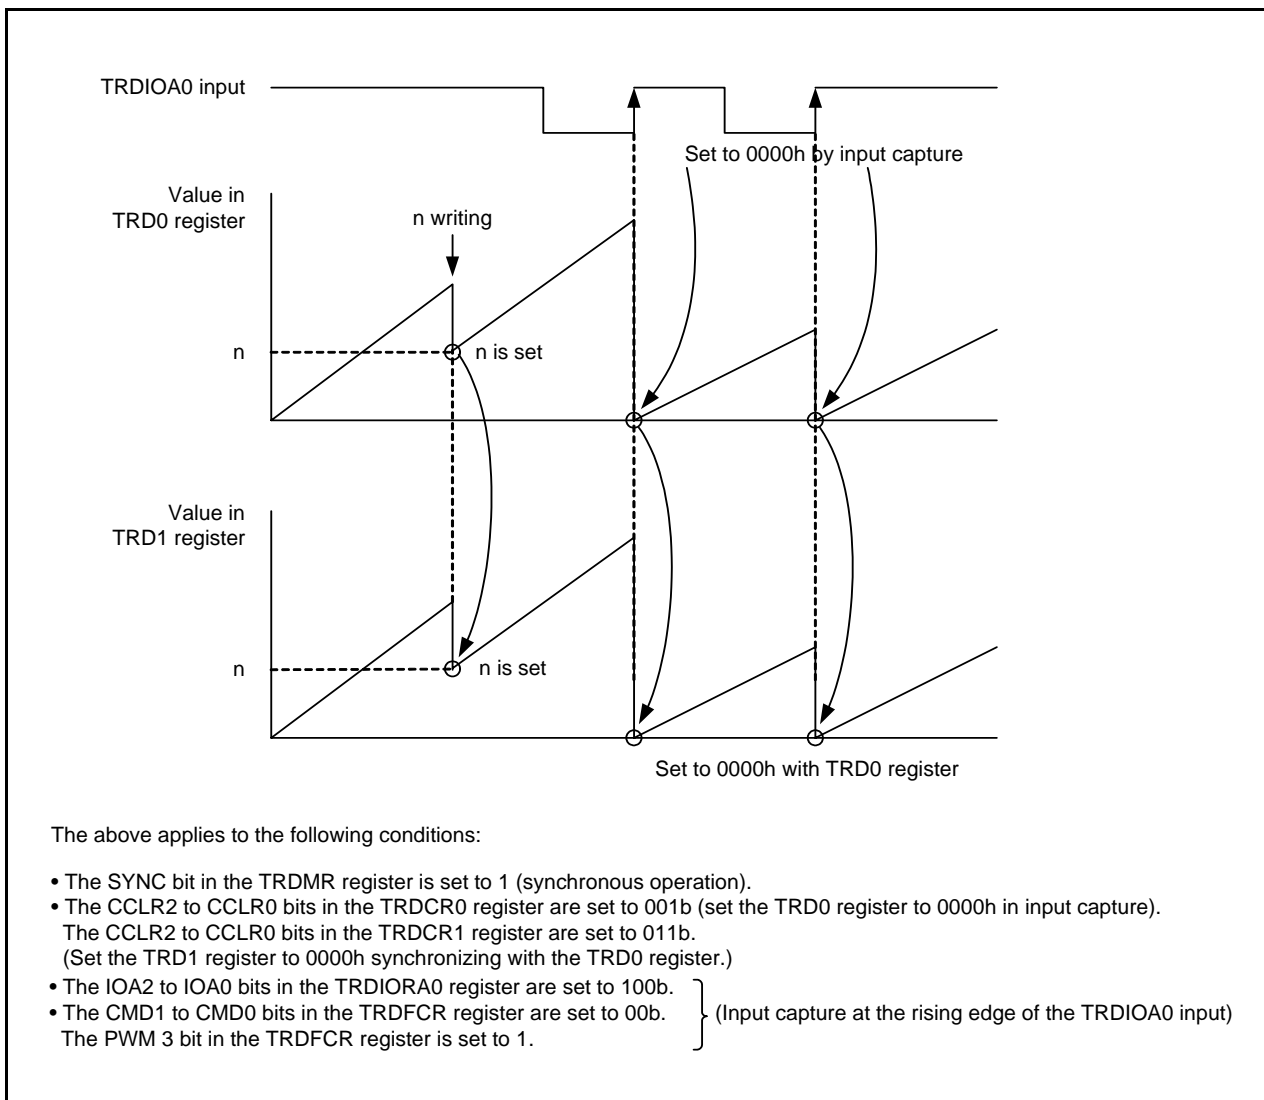 TRDIOA0 input
Set to 0000h by input capture
Value in
TRD0 register
n writing
n
n is set
Value in
TRD1 register
n
n is set
Set to 0000h with TRD0 register
The above applies to the following conditions:
• The SYNC bit in the TRDMR register is set to 1 (synchronous operation).
• The CCLR2 to CCLR0 bits in the TRDCR0 register are set to 001b (set the TRD0 register to 0000h in input capture).
The CCLR2 to CCLR0 bits in the TRDCR1 register are set to 011b.
(Set the TRD1 register to 0000h synchronizing with the TRD0 register.)
• The IOA2 to IOA0 bits in the TRDIORA0 register are set to 100b.
• The CMD1 to CMD0 bits in the TRDFCR register are set to 00b.
(Input capture at the rising edge of the TRDIOA0 input)
The PWM 3 bit in the TRDFCR register is set to 1.